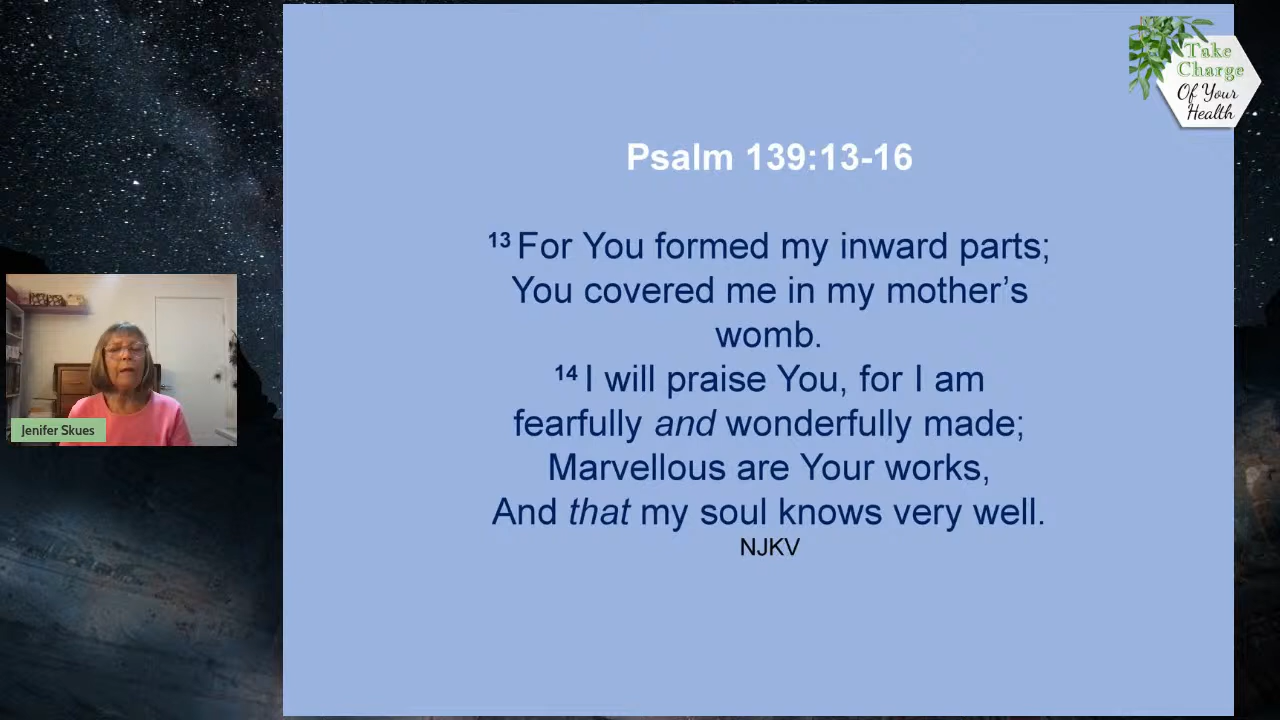 Take
Charge
Of Your
Health
Psalm 139:13-16
13 For You formed my inward parts;
You covered me in my mother’s
womb.
14 I will praise You, for I am
fearfully and wonderfully made;
Marvellous are Your works,
And that my soul knows very well.
NJKV
Jenifer Skues